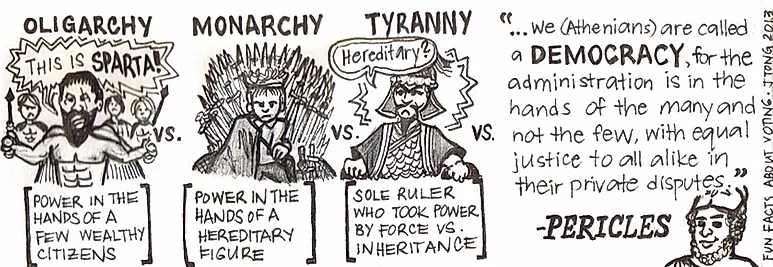 OLIGARCHY
THIS IS SPARTA!
POWER IN THE
HANDS OF A
FEW WEALTHY
CITIZENS
VS.
MONARCHY
POWER IN THE
HANDS OF A
HEREDITARY
FIGURE
VS.
TYRANNY
Hereditary?
SOLE RULER
WHO TOOK POWER
BY FORCE VS.
INHERITANCE
VS.
"...we (Athenians) are called
a DEMOCRACY, for the
administration is in the
hands of the many and
not the few, with equal
justice to all alike in
their private disputes."
-PERICLES
FUN FACTS ABOUT VOTING. JTONG 2013